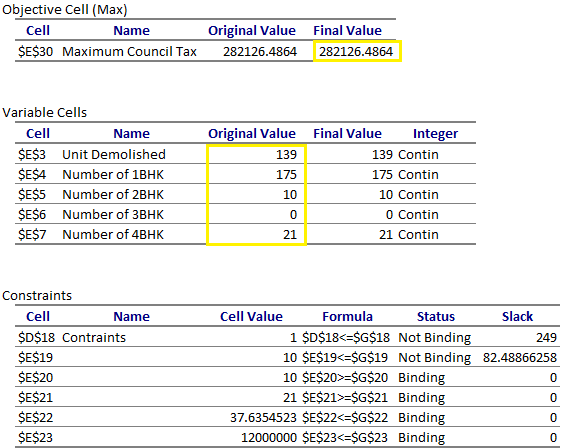 Objective Cell (Max)
Cell Name Original Value Final Value
$E$30 Maximum Council Tax 282126.4864 282126.4864
Variable Cells
Cell Name Original Value Final Value Integer
$E$3 Unit Demolished 139 139 Contin
$E$4 Number of 1BHK 175 175 Contin
$E$5 Number of 2BHK 10 10 Contin
$E$6 Number of 3BHK 0 0 Contin
$E$7 Number of 4BHK 21 21 Contin
Constraints
Cell Name Cell Value Formula Status Slack
$D$18 Contraints 1 $D$18<=$G$18 Not Binding 249
$E$19 10 $E$19<=$G$19 Not Binding 82.48866258
$E$20 10 $E$20>=$G$20 Binding 0
$E$21 21 $E$21>=$G$21 Binding 0
$E$22 37.6354523 $E$22<=$G$22 Binding 0
$E$23 12000000 $E$23<=$G$23 Binding 0